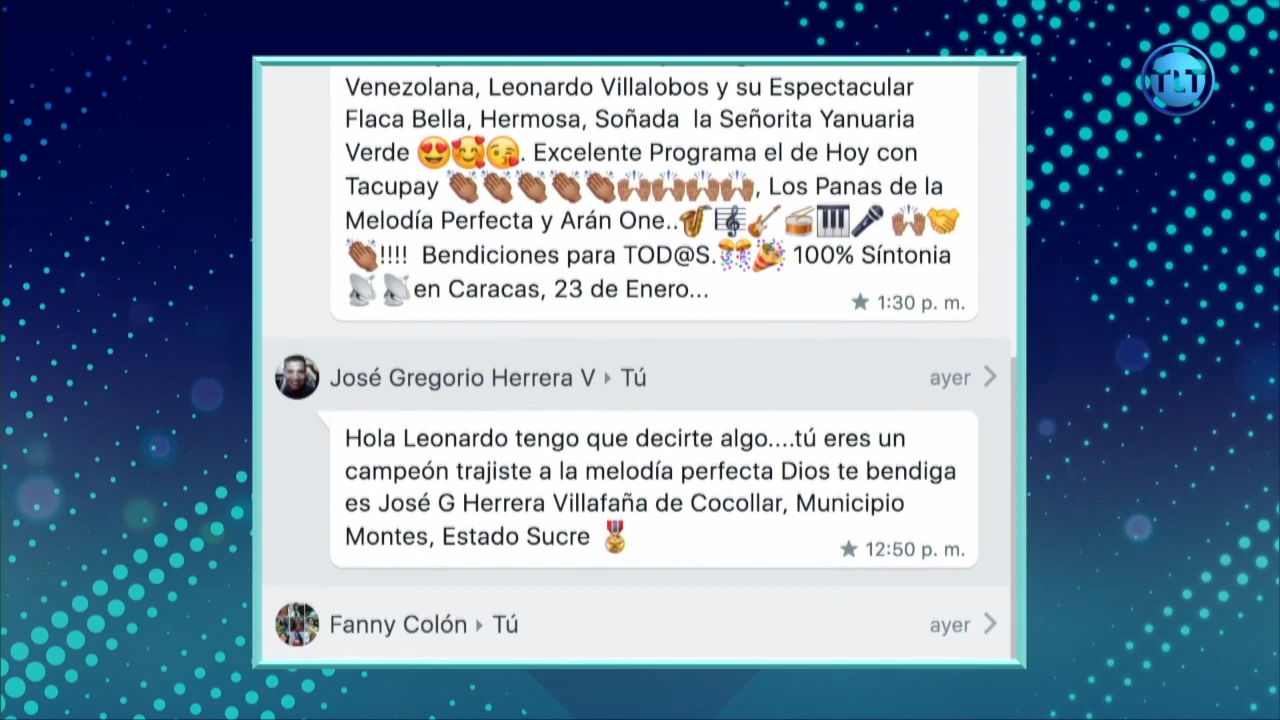 TLT
Venezolana, Leonardo Villalobos y su Espectacular
Flaca Bella, Hermosa, Soñada la Señorita Yanuaria
Verde 😍🥰😘. Excelente Programa el de Hoy con
Tacupay 👏🏾👏🏾👏🏾👏🏾👏🏾🙌🏾🙌🏾🙌🏾🙌🏾, Los Panas de la
Melodía Perfecta y Arán One..🎷🎼🎸🥁🎹🎤🙌🏾🤝
👏🏾!!!! Bendiciones para TOD@S.🎊🎉 100% Síntonia
📡📡en Caracas, 23 de Enero...
★ 1:30 p. m.
José Gregorio Herrera V ▸ Tú ayer
Hola Leonardo tengo que decirte algo....tú eres un
campeón trajiste a la melodía perfecta Dios te bendiga
es José G Herrera Villafaña de Cocollar, Municipio
Montes, Estado Sucre 🎖
★ 12:50 p. m.
Fanny Colón ▸ Tú ayer